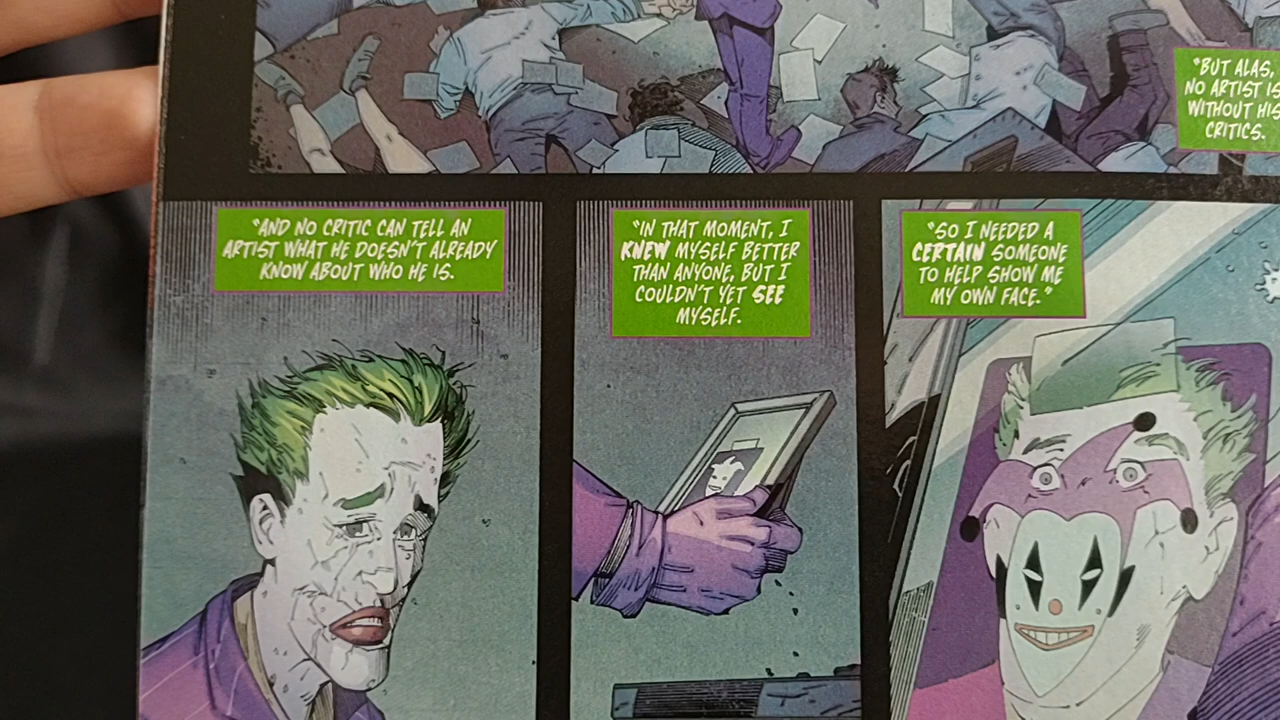 "BUT ALAS,
NO ARTIST IS
WITHOUT HIS
CRITICS.
"AND NO CRITIC CAN TELL AN
ARTIST WHAT HE DOESN'T ALREADY
KNOW ABOUT WHO HE IS.
"IN THAT MOMENT, I
KNEW MYSELF BETTER
THAN ANYONE, BUT I
COULDN'T YET SEE
MYSELF.
"SO I NEEDED A
CERTAIN SOMEONE
TO HELP SHOW ME
MY OWN FACE."